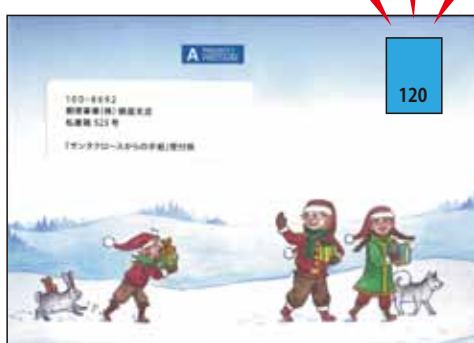 A PRIORITY
120
100-8692
郵便事業(株)銀座支店
私書箱 523 号
「サンタクロースからの手紙」受付係